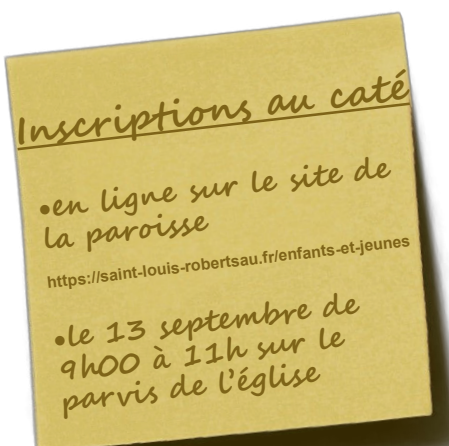 Inscriptions au caté
•en ligne sur le site de
la paroisse
https://saint-louis-robertsau.fr/enfants-et-jeunes
•le 13 septembre de
9h00 à 11h sur le
parvis de l'église